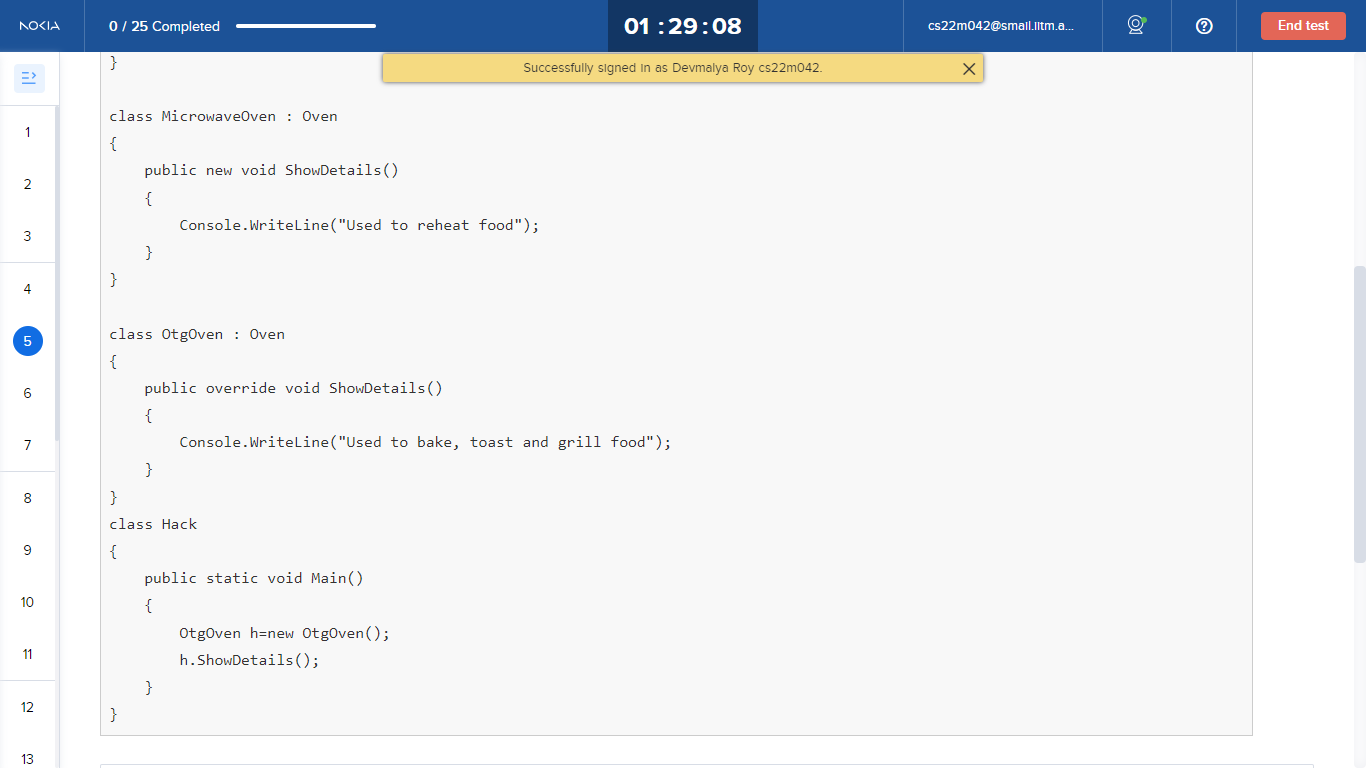 NOKIA
0 / 25 Completed
01 : 29 : 08
cs22m042@smail.iitm.a...
End test
Successfully signed in as Devmalya Roy cs22m042.
}
class MicrowaveOven : Oven
{
public new void ShowDetails()
{
Console.WriteLine("Used to reheat food");
}
}
class OtgOven : Oven
{
public override void ShowDetails()
{
Console.WriteLine("Used to bake, toast and grill food");
}
}
class Hack
{
public static void Main()
{
OtgOven h=new OtgOven();
h.ShowDetails();
}
}
1
2
3
4
5
6
7
8
9
10
11
12
13